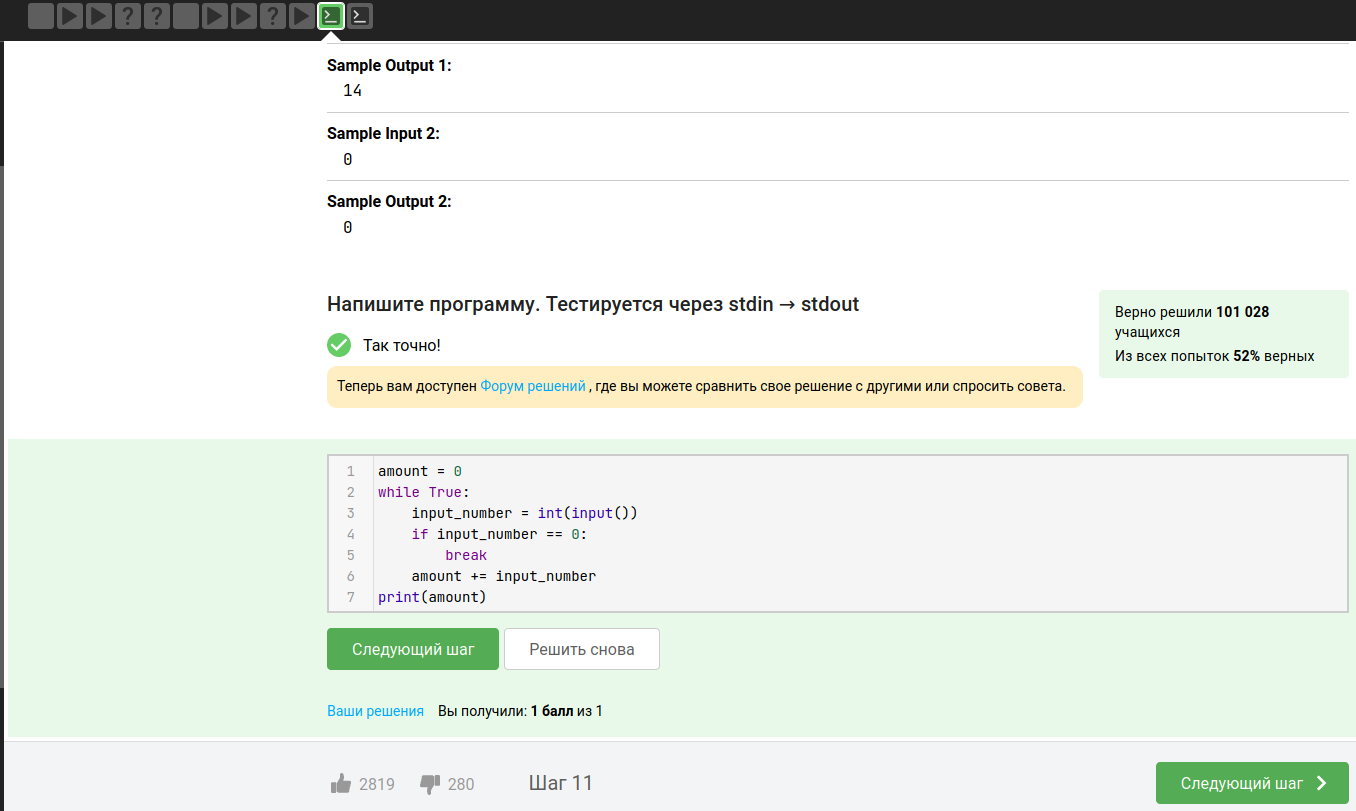 Sample Output 1:
14
Sample Input 2:
0
Sample Output 2:
0
Напишите программу. Тестируется через stdin → stdout
Верно решили 101 028
учащихся
Из всех попыток 52% верных
Так точно!
Теперь вам доступен Форум решений , где вы можете сравнить свое решение с другими или спросить совета.
1 amount = 0
2 while True:
3     input_number = int(input())
4     if input_number == 0:
5         break
6     amount += input_number
7 print(amount)
Следующий шаг Решить снова
Ваши решения Вы получили: 1 балл из 1
2819 280 Шаг 11 Следующий шаг